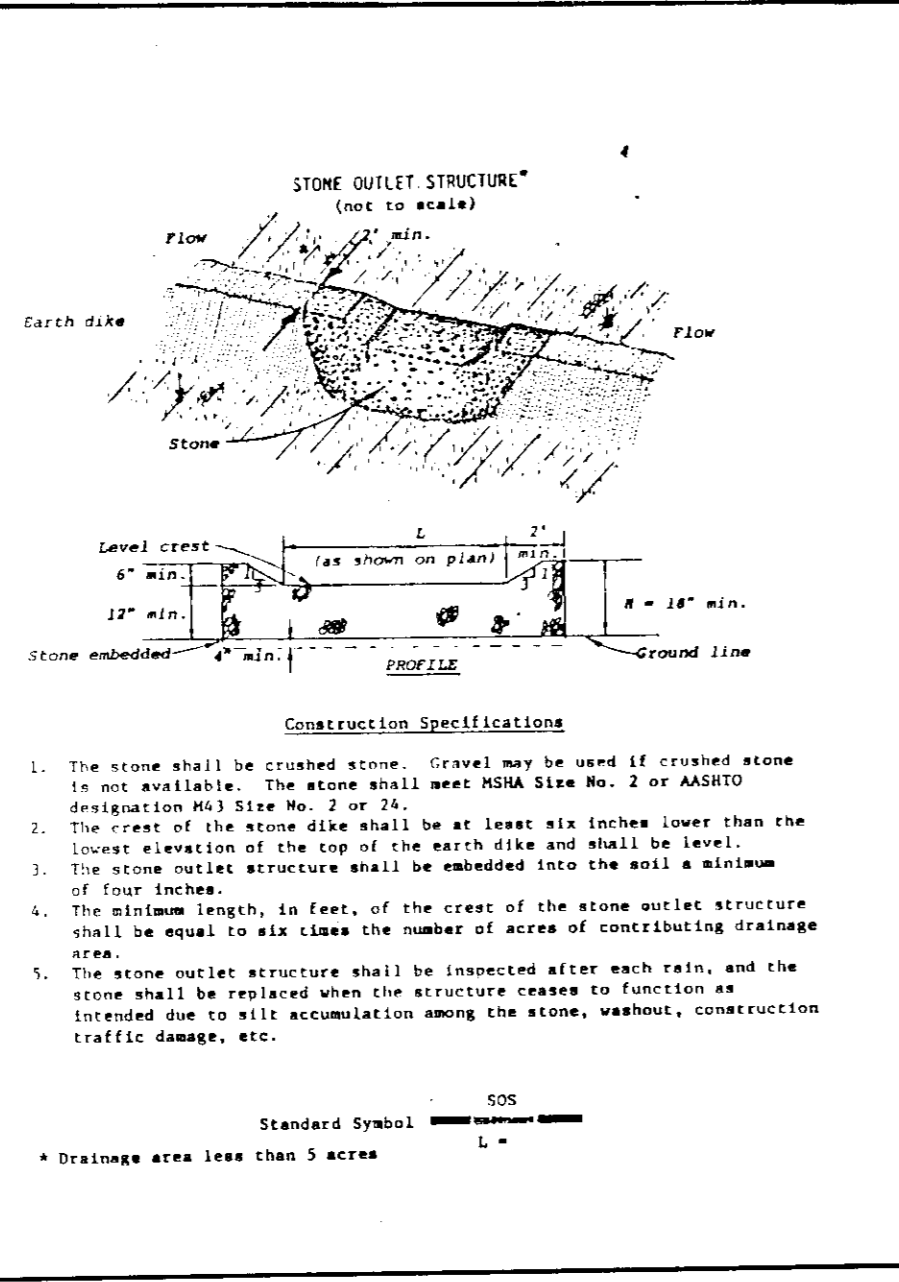 4
STONE OUTLET STRUCTURE*
(not to scale)
2' min.
Flow
Earth dike
Flow
Stone
L
2'
Level crest
(as shown on plan)
min.
6" min.
1
3
3
1
12" min.
H = 18" min.
Stone embedded
4" min.
Ground line
PROFILE
Construction Specifications
1. The stone shall be crushed stone. Gravel may be used if crushed stone
is not available. The stone shall meet MSHA Size No. 2 or AASHTO
designation M43 Size No. 2 or 24.
2. The crest of the stone dike shall be at least six inches lower than the
lowest elevation of the top of the earth dike and shall be level.
3. The stone outlet structure shall be embedded into the soil a minimum
of four inches.
4. The minimum length, in feet, of the crest of the stone outlet structure
shall be equal to six times the number of acres of contributing drainage
area.
5. The stone outlet structure shall be inspected after each rain, and the
stone shall be replaced when the structure ceases to function as
intended due to silt accumulation among the stone, washout, construction
traffic damage, etc.
SOS
Standard Symbol
L =
* Drainage area less than 5 acres